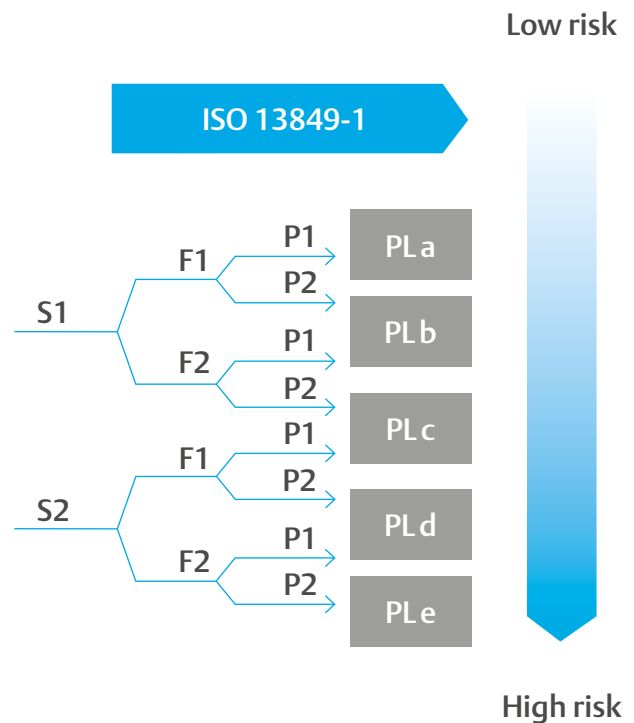 Low risk
ISO 13849-1
P1
PL a
F1
P2
S1
PL b
P1
F2
P2
PL c
P1
F1
P2
S2
PL d
P1
F2
P2
PL e
High risk